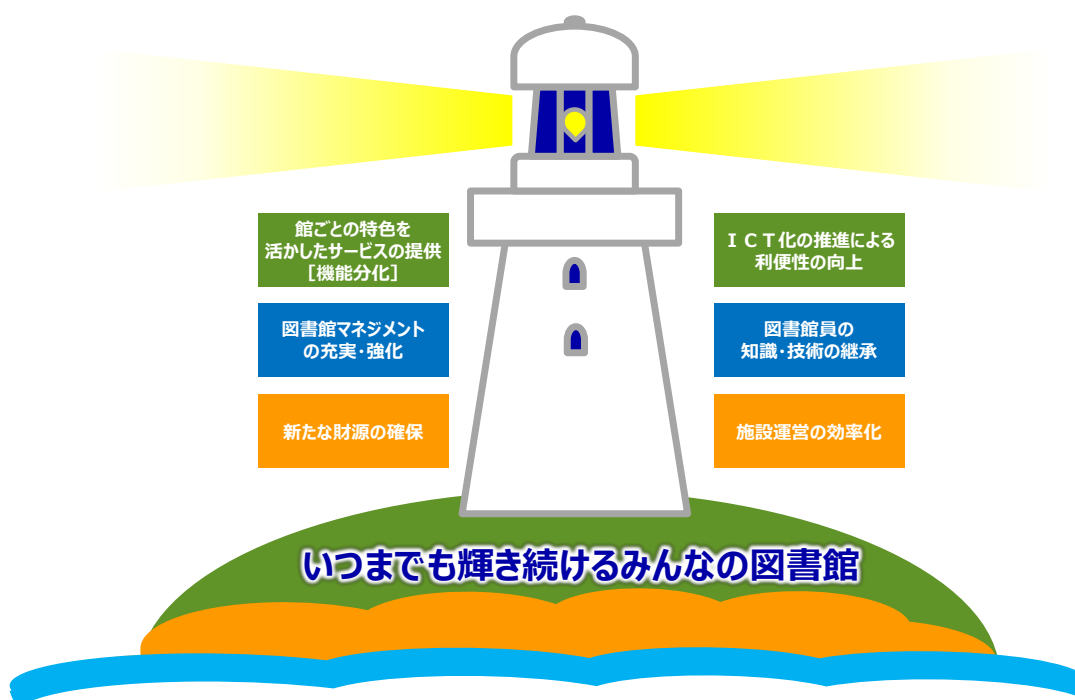 館ごとの特色を
活かしたサービスの提供
［機能分化］
ＩＣＴ化の推進による
利便性の向上
図書館マネジメント
の充実・強化
図書館員の
知識・技術の継承
新たな財源の確保
施設運営の効率化
いつまでも輝き続けるみんなの図書館